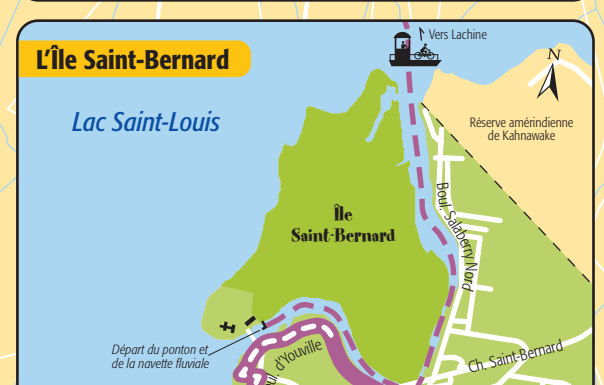 L'Île Saint-Bernard
Vers Lachine
N
Lac Saint-Louis
Réserve amérindienne
de Kahnawake
Île
Saint-Bernard
Boul. Salaberry Nord
Départ du ponton et
de la navette fluviale
d'Youville
Ch. Saint-Bernard